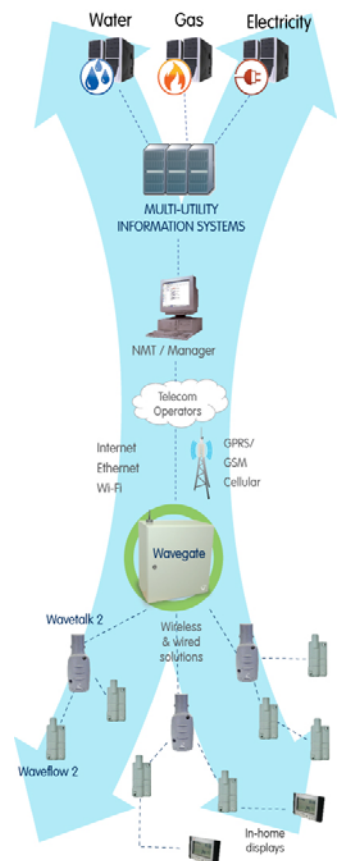 Water
Gas
Electricity
MULTI-UTILITY
INFORMATION SYSTEMS
NMT / Manager
Telecom
Operators
Internet
Ethernet
Wi-Fi
GPRS/
GSM
Cellular
Wavegate
Wavetalk 2
Wireless
& wired
solutions
Waveflow 2
In-home
displays